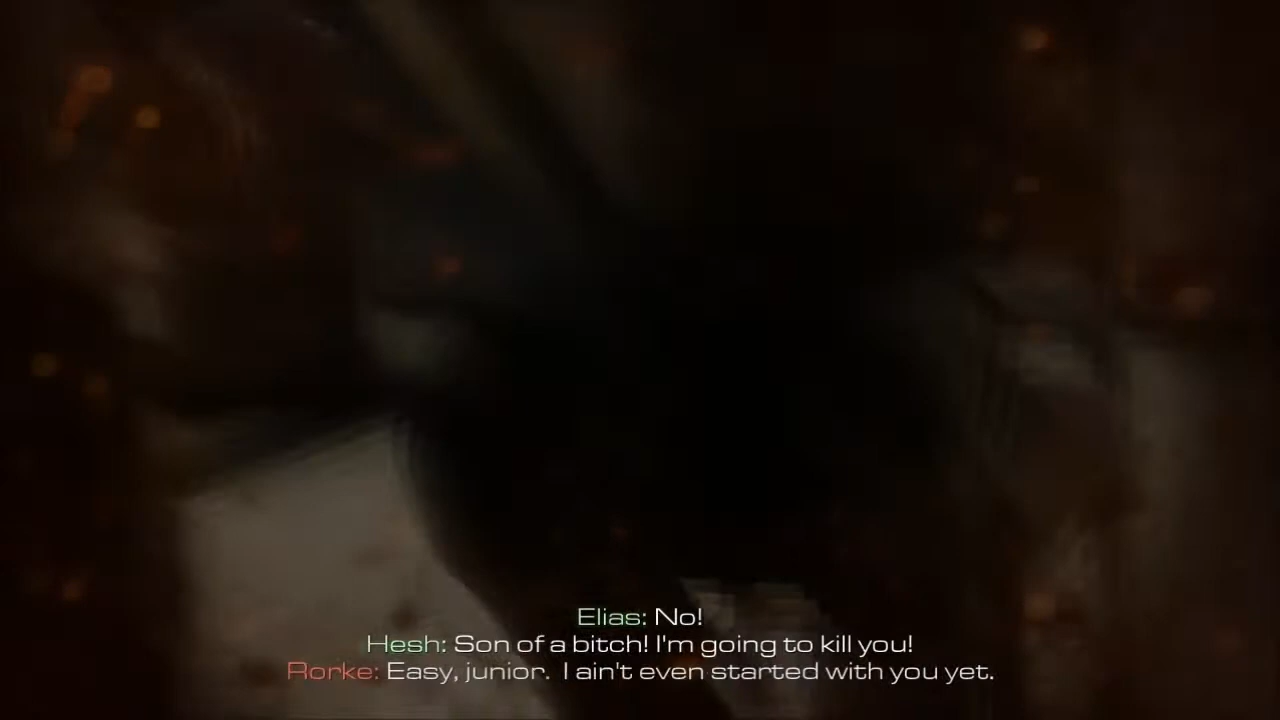 Elias: No!
Hesh: Son of a bitch! I'm going to kill you!
Rorke: Easy, junior.  I ain't even started with you yet.